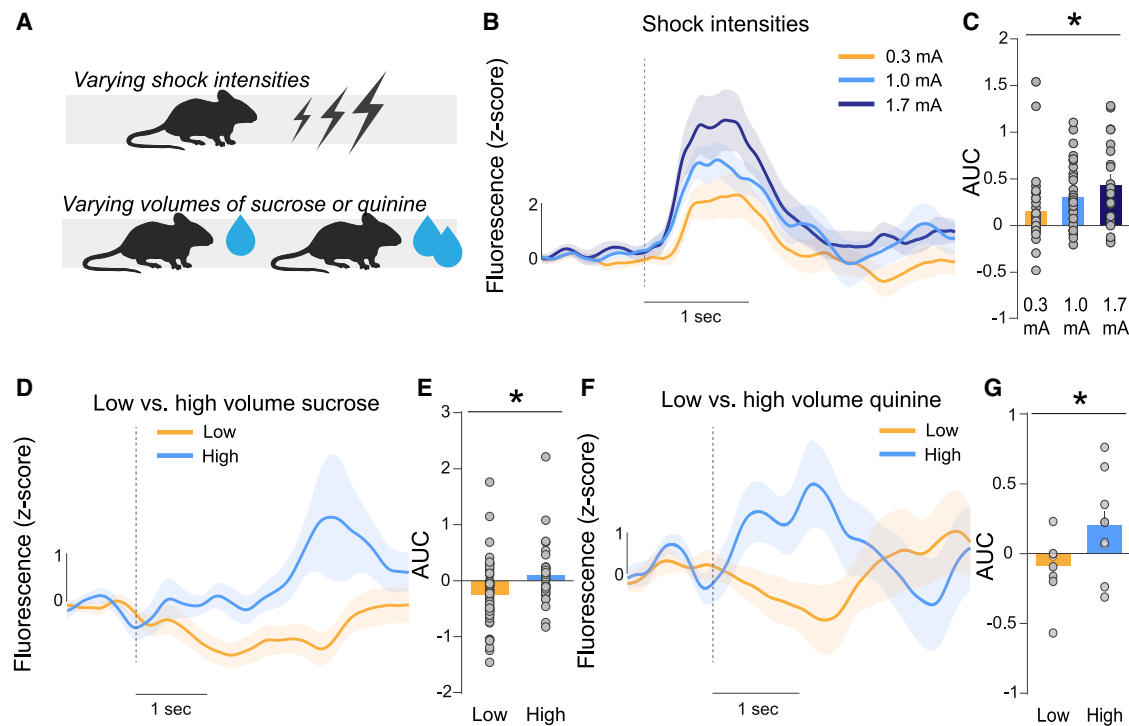 A
Varying shock intensities
Varying volumes of sucrose or quinine
B
Shock intensities
0.3 mA
1.0 mA
1.7 mA
Fluorescence (z-score)
2
0
1 sec
C
*
AUC
2
1.5
1
0.5
0
-0.5
-1
0.3 1.0 1.7
mA mA mA
D
Low vs. high volume sucrose
Low
High
Fluorescence (z-score)
1
0
1 sec
E
*
AUC
3
2
1
0
-1
-2
Low High
F
Low vs. high volume quinine
Low
High
Fluorescence (z-score)
1
0
1 sec
G
*
AUC
1
0.5
0
-0.5
-1
Low High